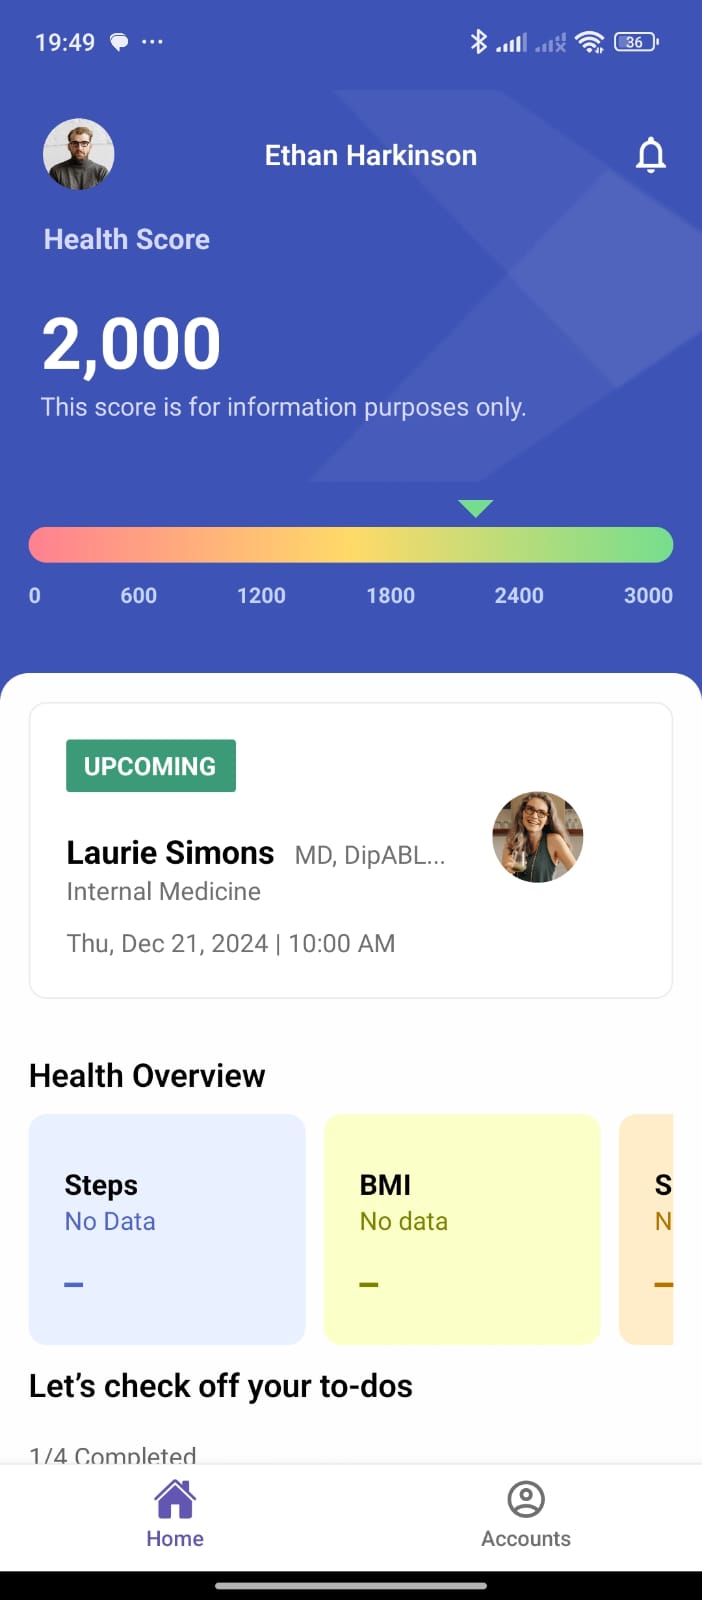 19:49
36
Ethan Harkinson
Health Score
2,000
This score is for information purposes only.
0 600 1200 1800 2400 3000
UPCOMING
Laurie Simons MD, DipABL...
Internal Medicine
Thu, Dec 21, 2024 | 10:00 AM
Health Overview
Steps BMI S
No Data No data N
Let’s check off your to-dos
1/4 Completed
Home Accounts